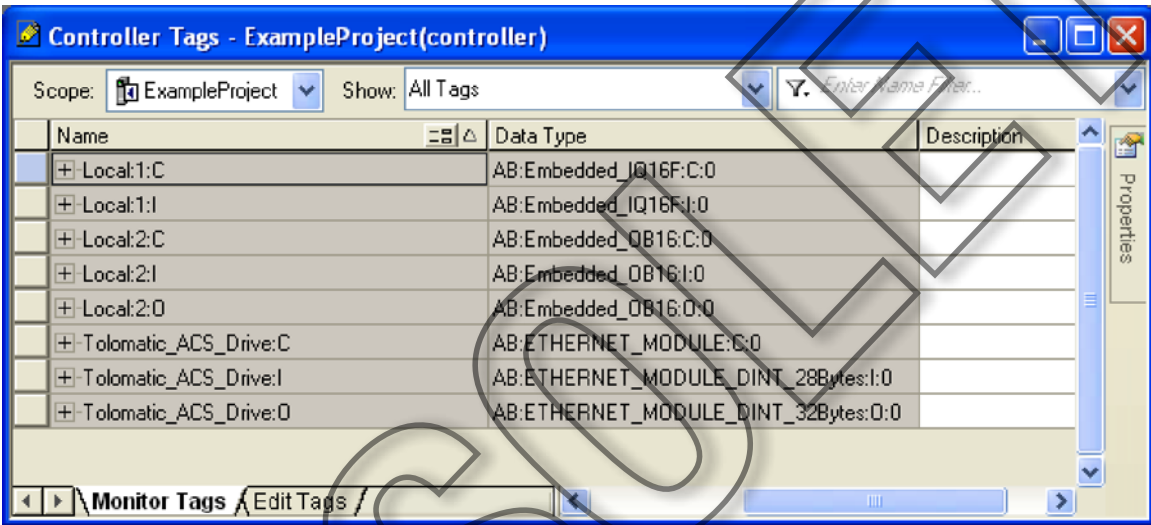 Controller Tags - ExampleProject(controller)
Scope: ExampleProject Show: All Tags Enter Name Filter...
Name Data Type Description
Local:1:C AB:Embedded_IQ16F:C:0
Local:1:I AB:Embedded_IQ16F:I:0
Local:2:C AB:Embedded_OB16:C:0
Local:2:I AB:Embedded_OB16:I:0
Local:2:O AB:Embedded_OB16:O:0
Tolomatic_ACS_Drive:C AB:ETHERNET_MODULE:C:0
Tolomatic_ACS_Drive:I AB:ETHERNET_MODULE_DINT_28Bytes:I:0
Tolomatic_ACS_Drive:O AB:ETHERNET_MODULE_DINT_32Bytes:O:0
Properties
Monitor Tags Edit Tags